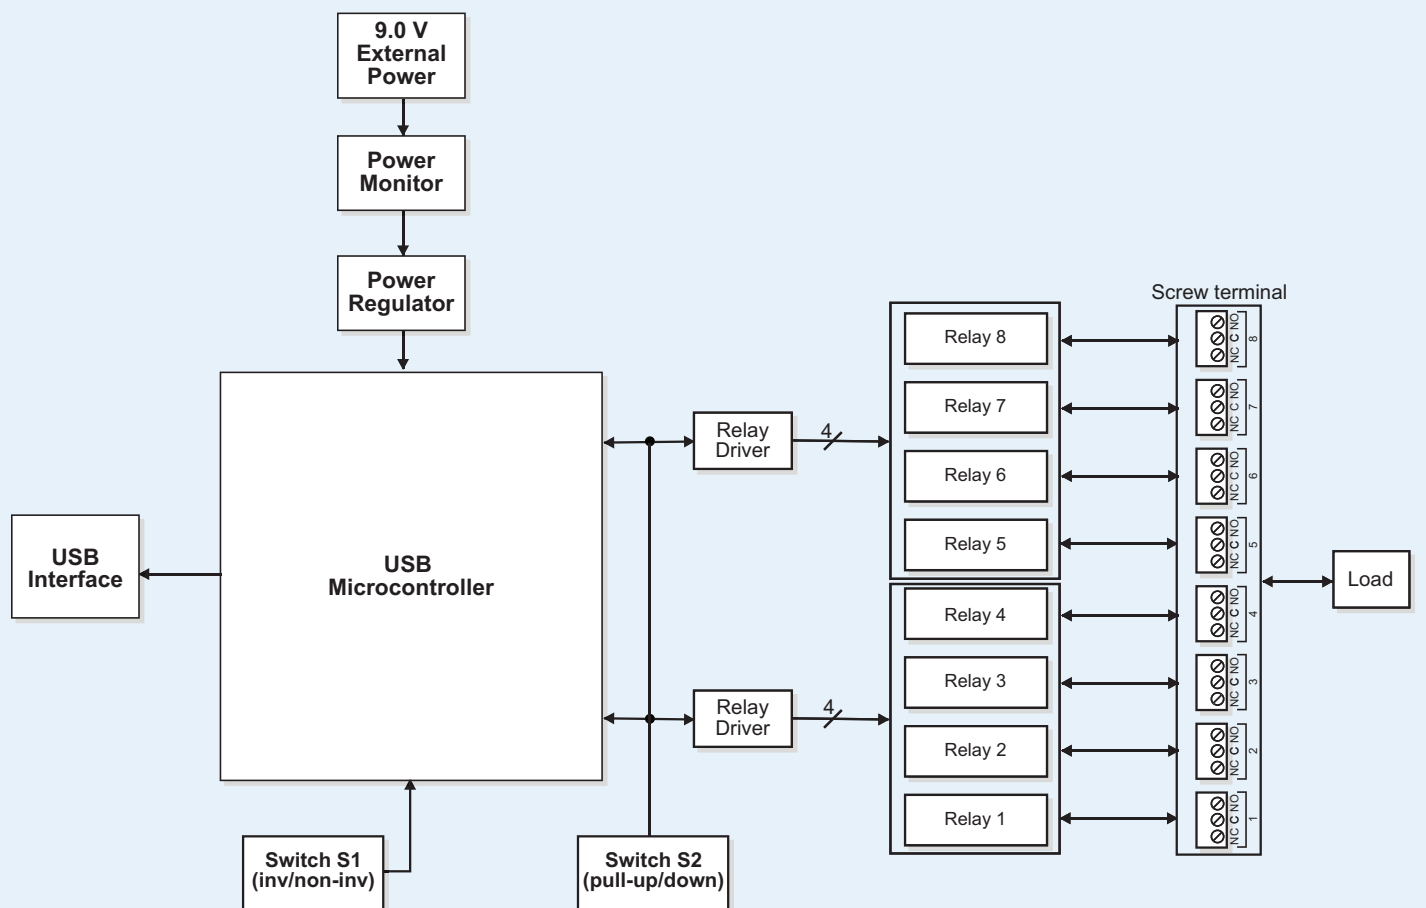 9.0 V
External
Power
Power
Monitor
Power
Regulator
USB
Microcontroller
USB
Interface
Switch S1
(inv/non-inv)
Switch S2
(pull-up/down)
Relay
Driver
4
Relay
Driver
4
Relay 8
Relay 7
Relay 6
Relay 5
Relay 4
Relay 3
Relay 2
Relay 1
Screw terminal
NC C NO
8
NC C NO
7
NC C NO
6
NC C NO
5
NC C NO
4
NC C NO
3
NC C NO
2
NC C NO
1
Load